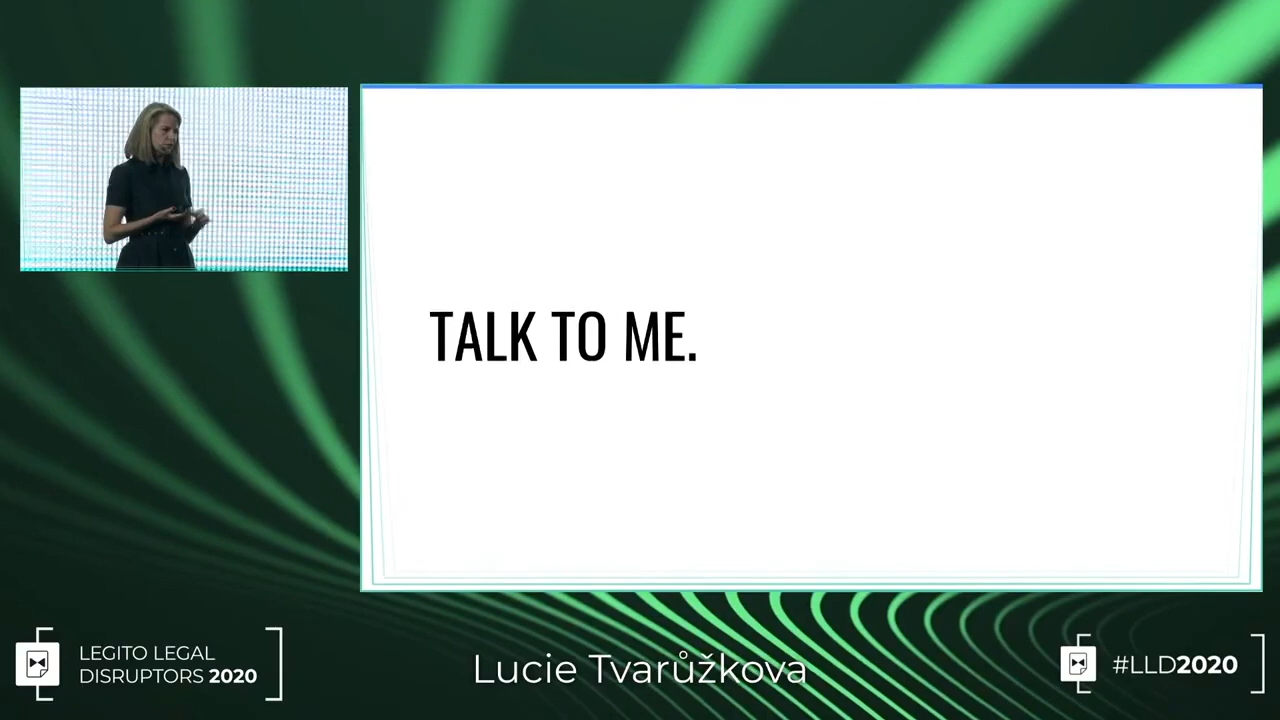 TALK TO ME.
LEGITO LEGAL
DISRUPTORS 2020
Lucie Tvarůžkova
#LLD2020